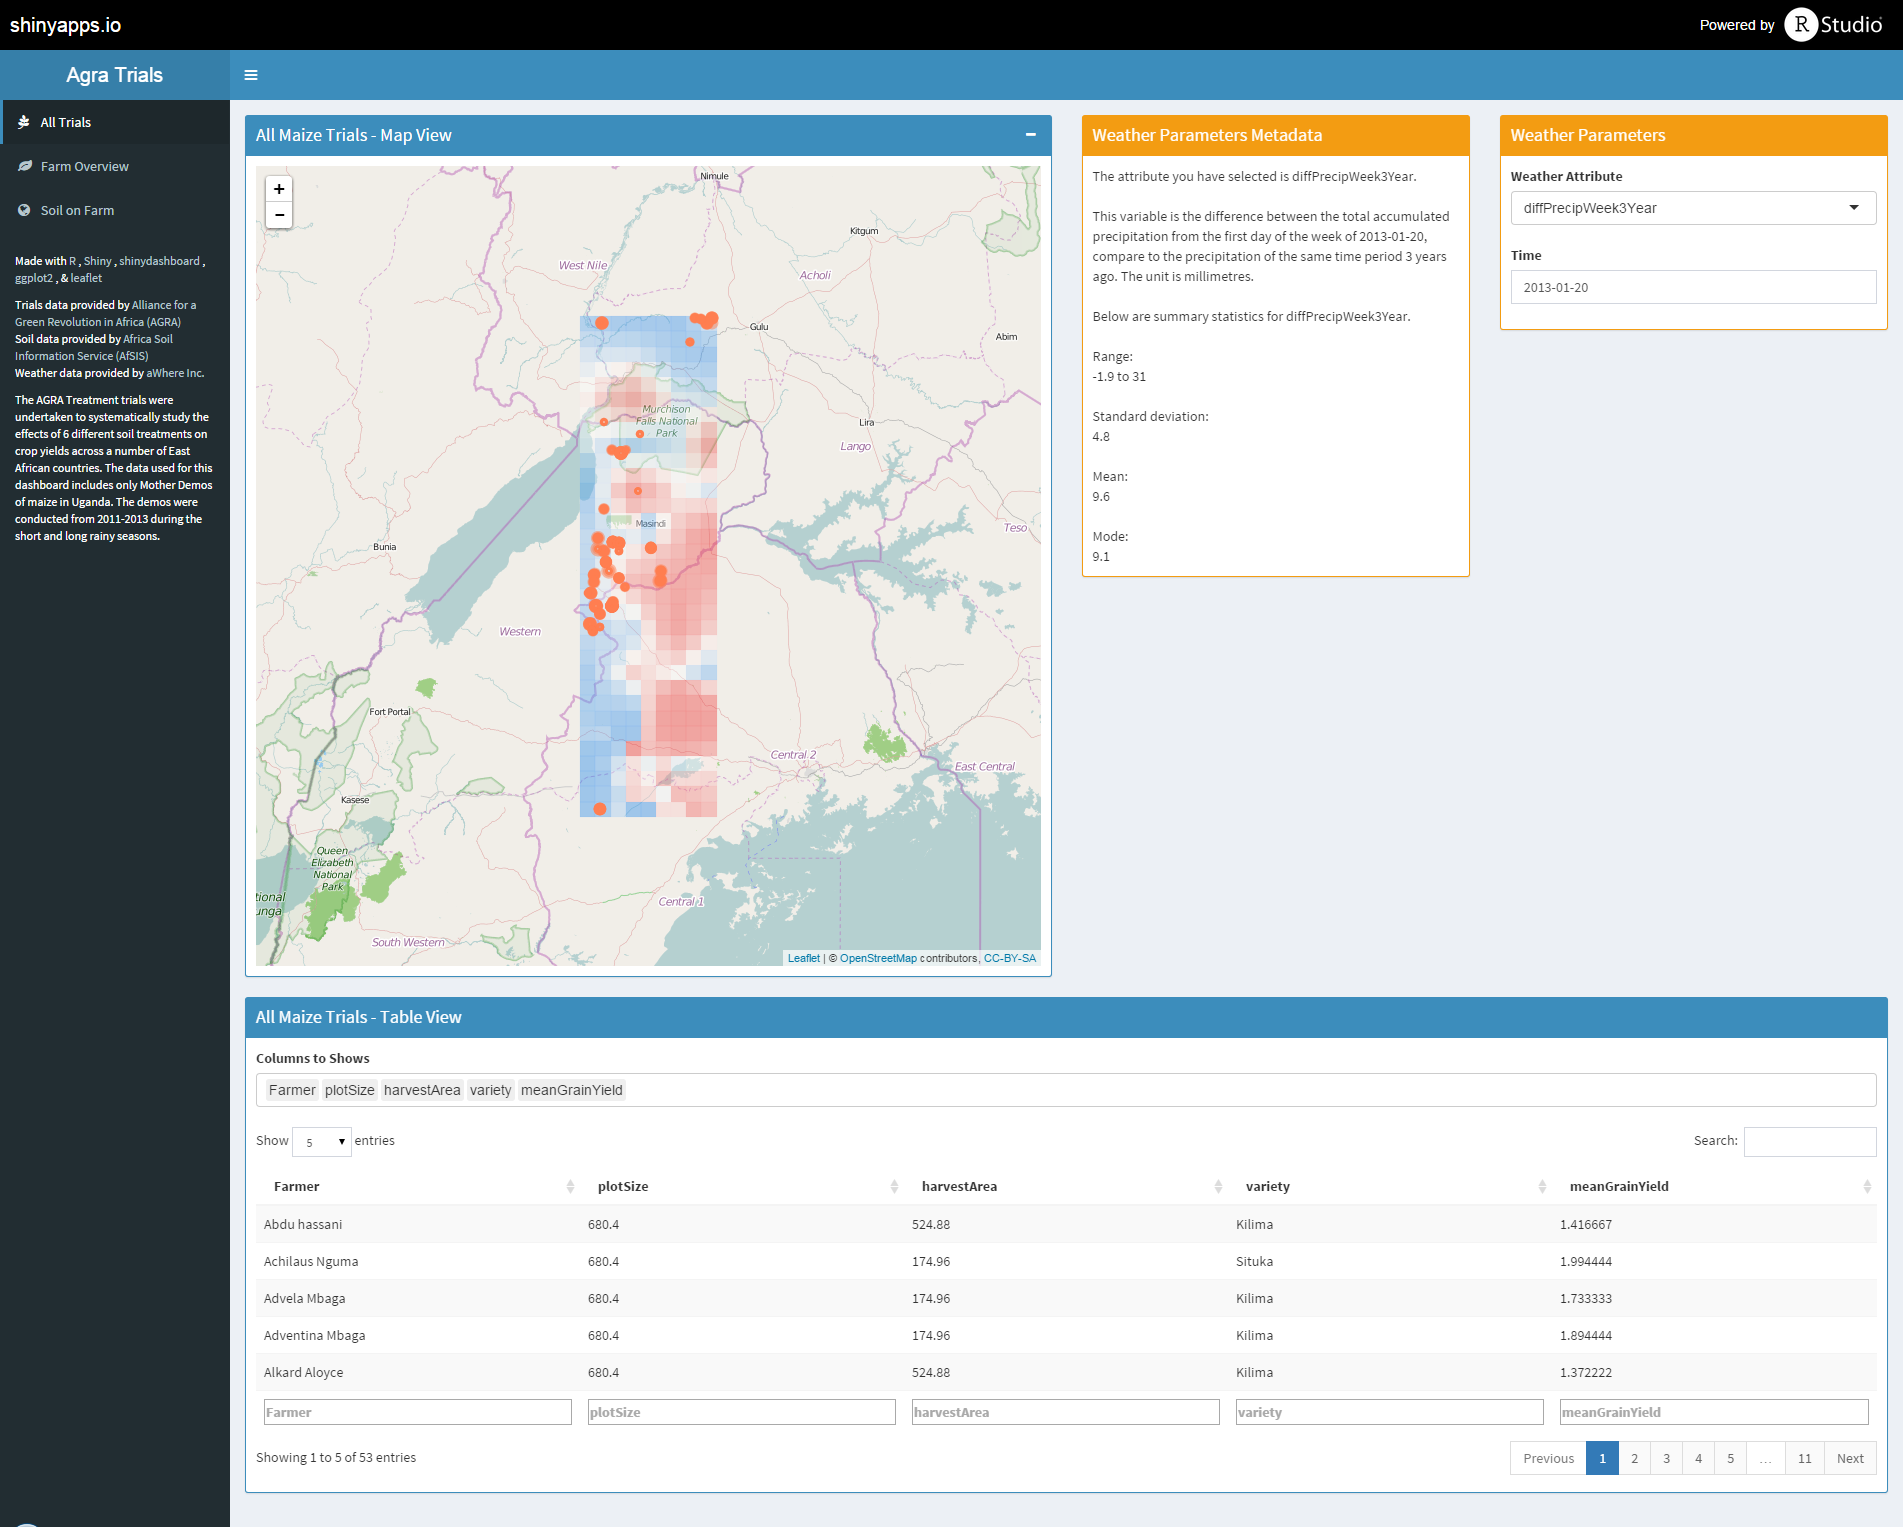 shinyapps.io
Powered by R Studio
Agra Trials
All Trials
Farm Overview
Soil on Farm
Made with R , Shiny , shinydashboard ,
ggplot2 , & leaflet
Trials data provided by Alliance for a
Green Revolution in Africa (AGRA)
Soil data provided by Africa Soil
Information Service (AfSIS)
Weather data provided by aWhere Inc.
The AGRA Treatment trials were
undertaken to systematically study the
effects of 6 different soil treatments on
crop yields across a number of East
African countries. The data used for this
dashboard includes only Mother Demos
of maize in Uganda. The demos were
conducted from 2011-2013 during the
short and long rainy seasons.
All Maize Trials - Map View
+
−
Nimule
Kitgum
West Nile
Acholi
Gulu
Abim
Murchison
Falls National
Park
Lira
Lango
Masindi
Teso
Bunia
Western
Fort Portal
Central 2
East Central
Kasese
Queen
Elizabeth
National
Park
tional
unga
Central 1
South Western
Leaflet | © OpenStreetMap contributors, CC-BY-SA
Weather Parameters Metadata
The attribute you have selected is diffPrecipWeek3Year.
This variable is the difference between the total accumulated
precipitation from the first day of the week of 2013-01-20,
compare to the precipitation of the same time period 3 years
ago. The unit is millimetres.
Below are summary statistics for diffPrecipWeek3Year.
Range:
-1.9 to 31
Standard deviation:
4.8
Mean:
9.6
Mode:
9.1
Weather Parameters
Weather Attribute
diffPrecipWeek3Year
Time
2013-01-20
All Maize Trials - Table View
Columns to Shows
Farmer plotSize harvestArea variety meanGrainYield
Show 5 entries
Search:
Farmer plotSize harvestArea variety meanGrainYield
Abdu hassani 680.4 524.88 Kilima 1.416667
Achilaus Nguma 680.4 174.96 Situka 1.994444
Advela Mbaga 680.4 174.96 Kilima 1.733333
Adventina Mbaga 680.4 174.96 Kilima 1.894444
Alkard Aloyce 680.4 524.88 Kilima 1.372222
Farmer plotSize harvestArea variety meanGrainYield
Showing 1 to 5 of 53 entries
Previous 1 2 3 4 5 … 11 Next